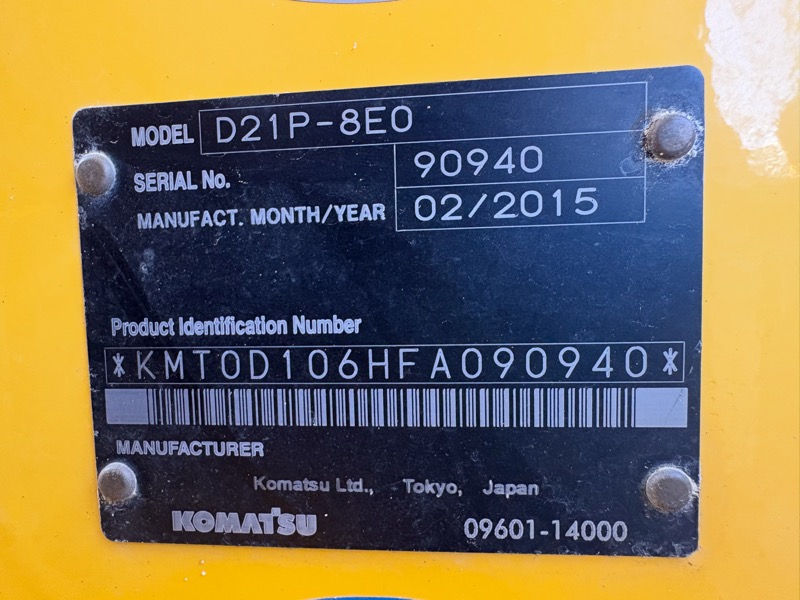 MODEL D21P-8E0
SERIAL No. 90940
MANUFACT. MONTH/YEAR 02/2015
Product Identification Number
*KMT0D106HFA090940*
MANUFACTURER
Komatsu Ltd., Tokyo, Japan
KOMATSU 09601-14000